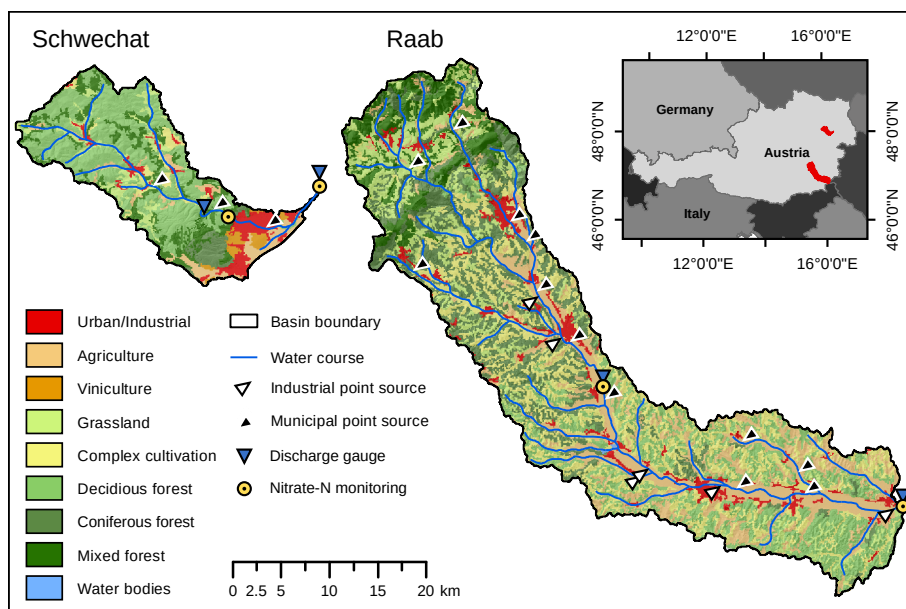 Schwechat
Raab
12°0'0"E
16°0'0"E
48°0'0"N
46°0'0"N
Germany
Austria
Italy
48°0'0"N
46°0'0"N
12°0'0"E
16°0'0"E
Urban/Industrial
Agriculture
Viniculture
Grassland
Complex cultivation
Decidious forest
Coniferous forest
Mixed forest
Water bodies
Basin boundary
Water course
Industrial point source
Municipal point source
Discharge gauge
Nitrate-N monitoring
0 2.5 5 10 15 20 km